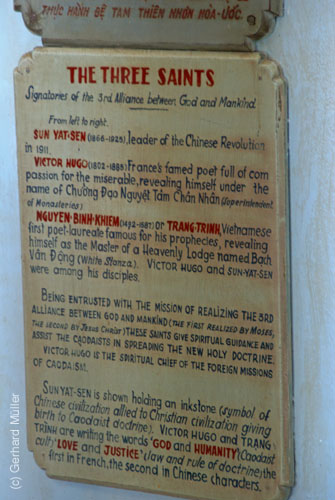 THỰC HÀNH BỆ TAM THIÊN NHƠN HÒA-ƯỚC.
THE THREE SAINTS
Signatories of the 3rd Alliance between God and Mankind
From left to right.
SUN YAT-SEN (1866-1925), leader of the Chinese Revolution
in 1911.
VICTOR HUGO (1802-1885) France's famed poet full of com
passion for the miserable, revealing himself under the
name of Chưởng Đạo Nguyệt Tâm Chân Nhân (Superintendent
of Monasteries)
NGUYEN-BINH-KHIEM (1492-1587) or TRANG-TRINH, Vietnamese
first poet-laureate famous for his prophecies, revealing
himself as the Master of a Heavenly Lodge named Bạch
Vân Động (White Stanza). VICTOR HUGO and SUN-YAT-SEN
were among his disciples.
BEING ENTRUSTED WITH THE MISSION OF REALIZING THE 3RD
ALLIANCE BETWEEN GOD AND MANKIND (THE FIRST REALIZED BY MOSES,
THE SECOND BY JESUS CHRIST) THESE SAINTS GIVE SPIRITUAL GUIDANCE AND
ASSIST THE CAODAISTS IN SPREADING THE NEW HOLY DOCTRINE.
VICTOR HUGO IS THE SPIRITUAL CHIEF OF THE FOREIGN MISSIONS
OF CAODAISM.
SUN YAT-SEN is shown holding an inkstone (symbol of
Chinese civilization allied to Christian civilization giving
birth to Caodaist doctrine). VICTOR HUGO and TRANG
TRINH are writing the words "GOD and HUMANITY" (Caodaist
cult) "LOVE and JUSTICE" (law and rule of doctrine) the
first in French, the second in Chinese characters.
(c) Gerhard Müller